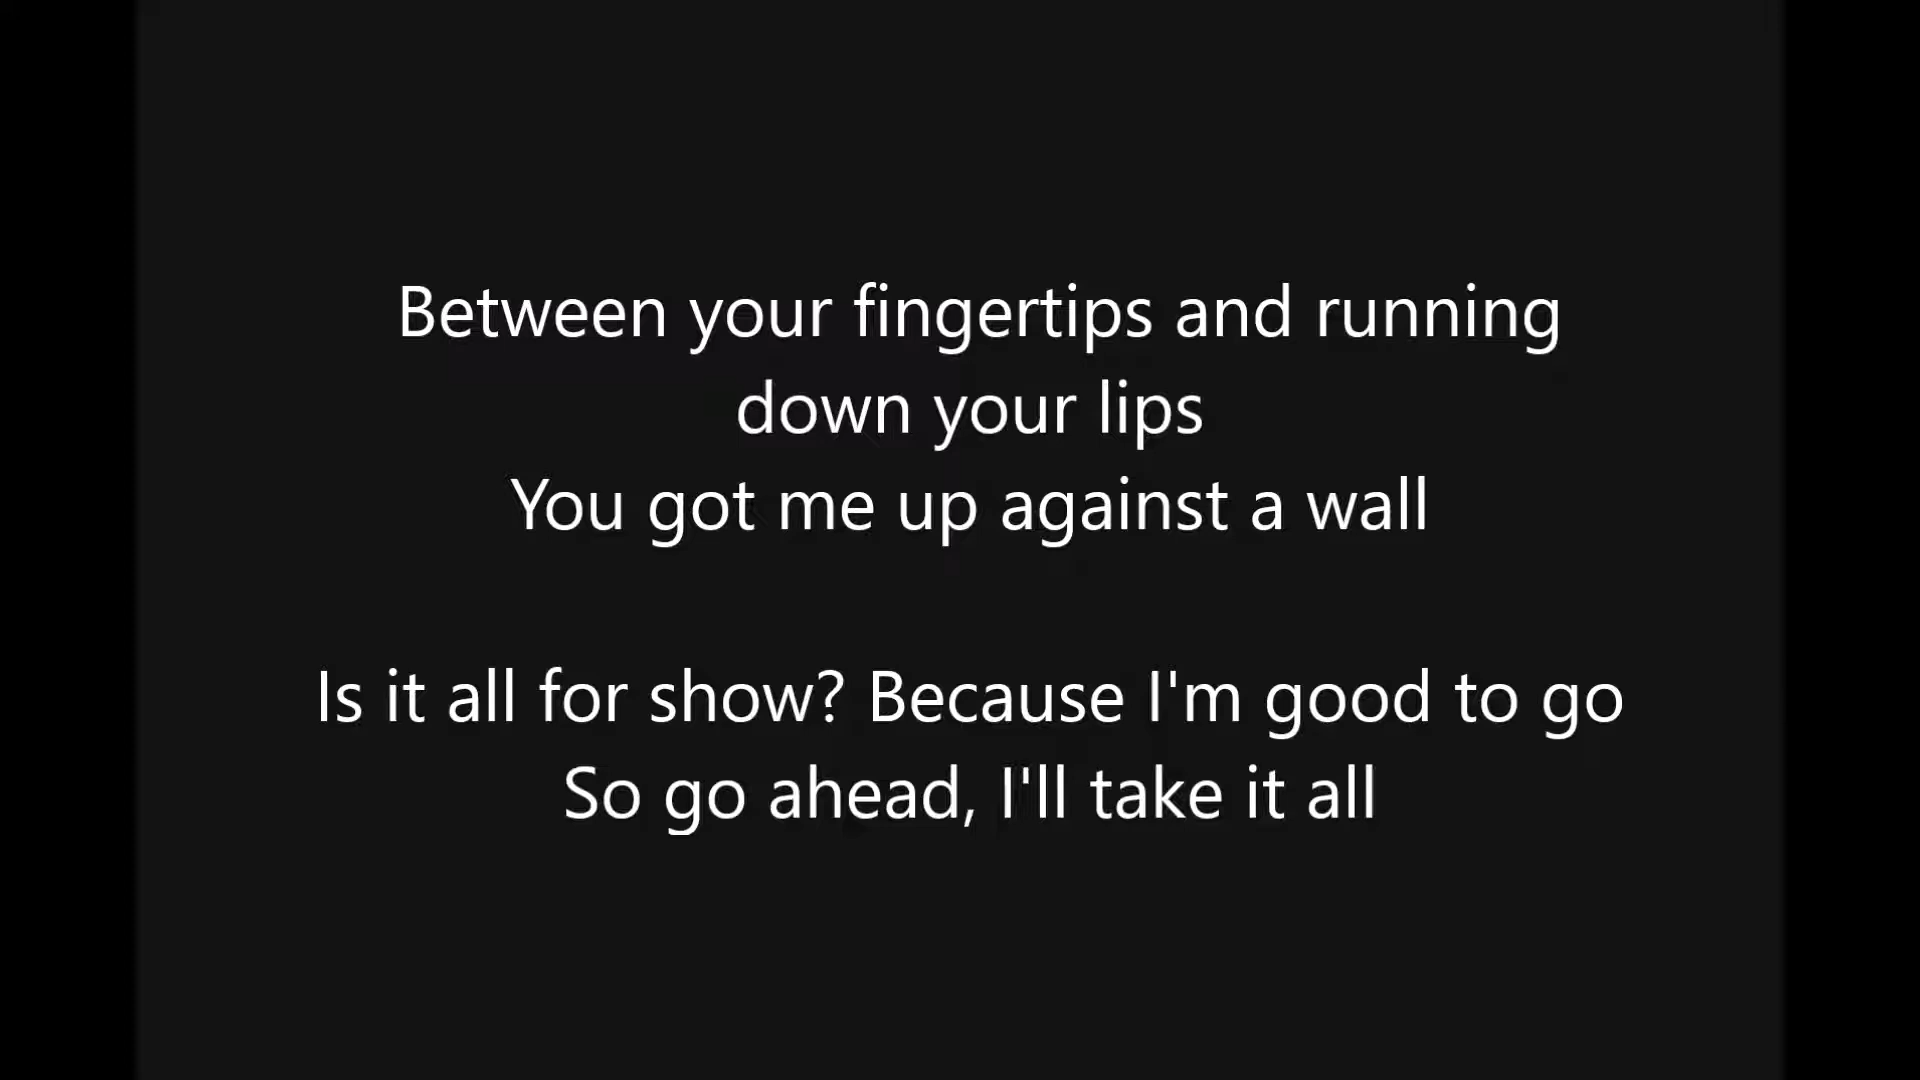 Between your fingertips and running
down your lips
You got me up against a wall
Is it all for show? Because I'm good to go
So go ahead, I'll take it all